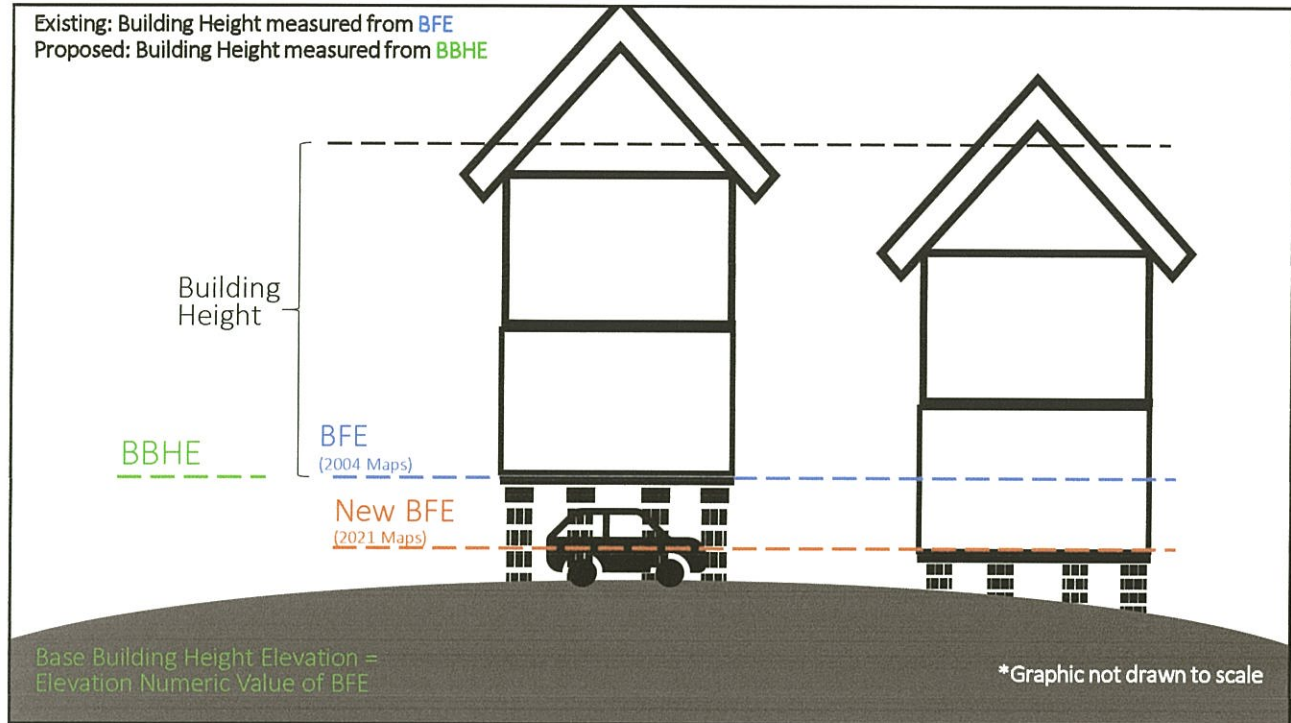 Existing: Building Height measured from BFE
Proposed: Building Height measured from BBHE
Building
Height
BBHE
BFE
(2004 Maps)
New BFE
(2021 Maps)
Base Building Height Elevation =
Elevation Numeric Value of BFE
*Graphic not drawn to scale